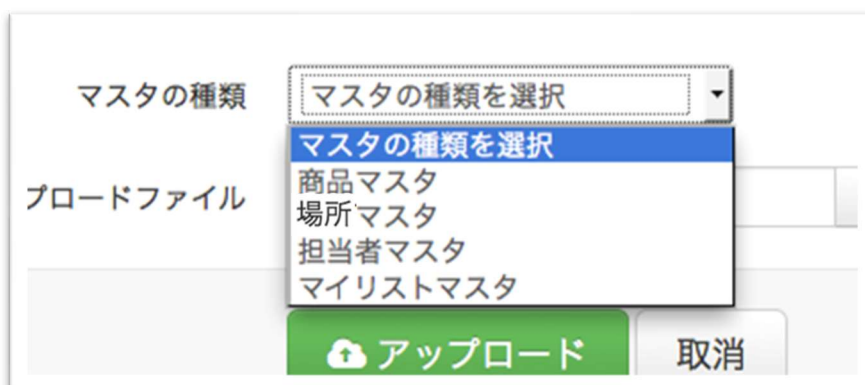 マスタの種類 マスタの種類を選択
マスタの種類を選択
商品マスタ
プロードファイル
場所マスタ
担当者マスタ
マイリストマスタ
アップロード 取消